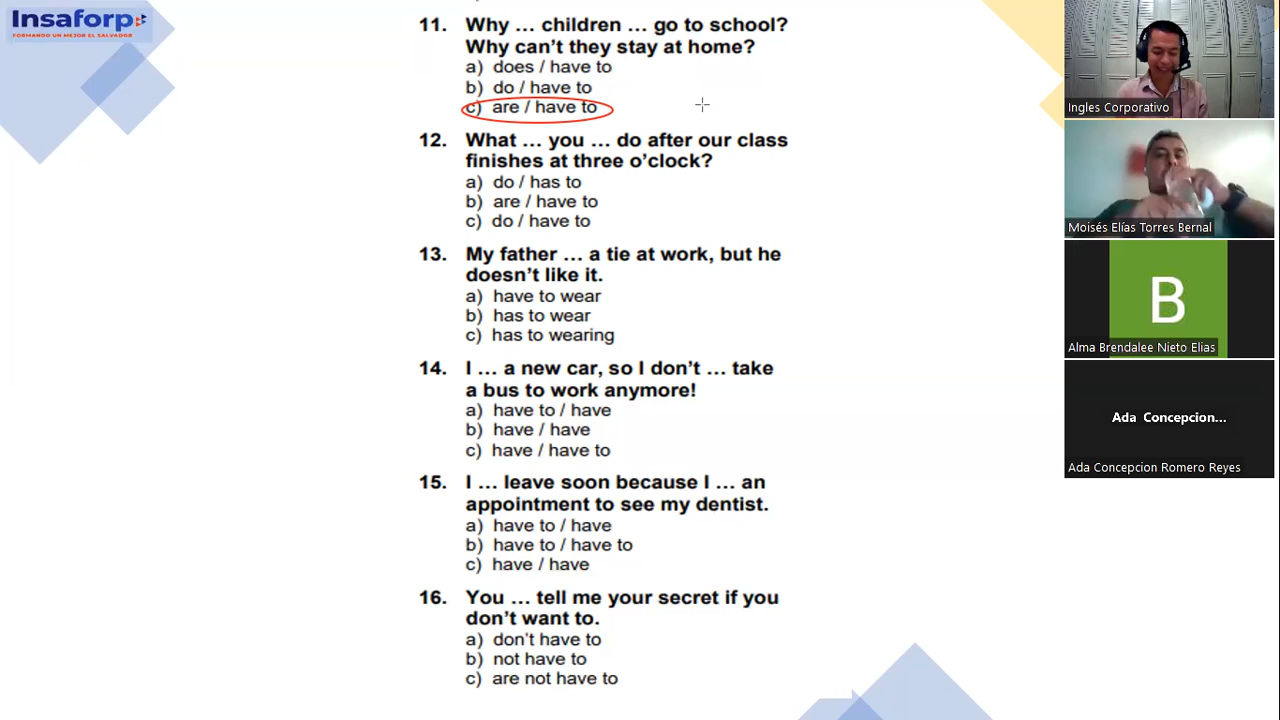 Insaforp
FORMANDO UN MEJOR EL SALVADOR
11. Why ... children ... go to school?
Why can't they stay at home?
a) does / have to
b) do / have to
c) are / have to
12. What ... you ... do after our class
finishes at three o'clock?
a) do / has to
b) are / have to
c) do / have to
13. My father ... a tie at work, but he
doesn't like it.
a) have to wear
b) has to wear
c) has to wearing
14. I ... a new car, so I don't ... take
a bus to work anymore!
a) have to / have
b) have / have
c) have / have to
15. I ... leave soon because I ... an
appointment to see my dentist.
a) have to / have
b) have to / have to
c) have / have
16. You ... tell me your secret if you
don't want to.
a) don't have to
b) not have to
c) are not have to
Ingles Corporativo
Moisés Elías Torres Bernal
B
Alma Brendalee Nieto Elias
Ada Concepcion...
Ada Concepcion Romero Reyes